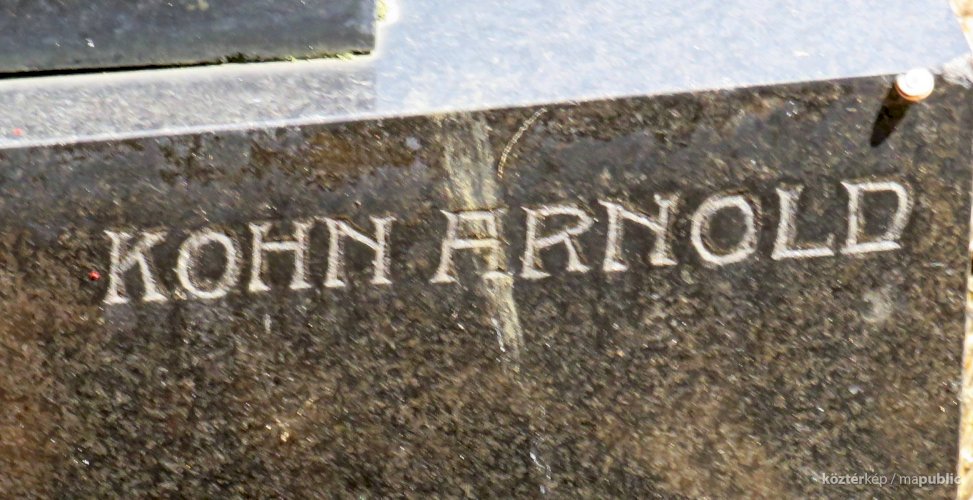 KOHN ARNOLD
köztérkép / mapublic